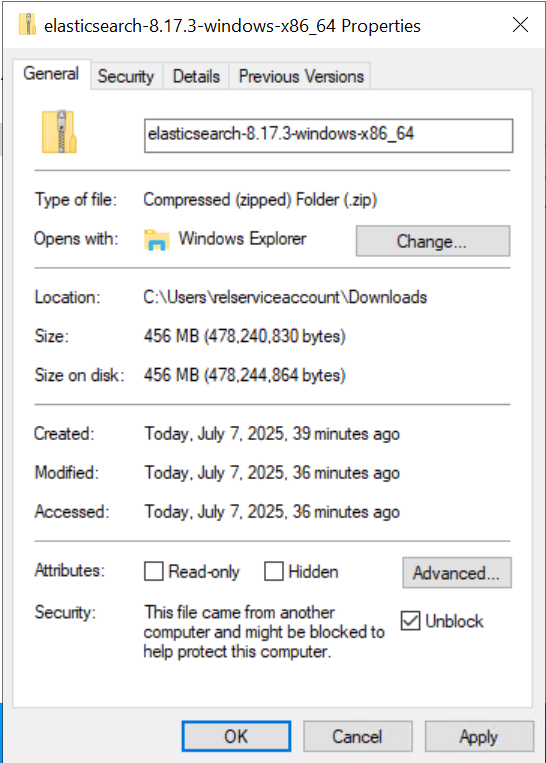 elasticsearch-8.17.3-windows-x86_64 Properties
General Security Details Previous Versions
elasticsearch-8.17.3-windows-x86_64
Type of file: Compressed (zipped) Folder (.zip)
Opens with: Windows Explorer Change...
Location: C:\Users\relserviceaccount\Downloads
Size: 456 MB (478,240,830 bytes)
Size on disk: 456 MB (478,244,864 bytes)
Created: Today, July 7, 2025, 39 minutes ago
Modified: Today, July 7, 2025, 36 minutes ago
Accessed: Today, July 7, 2025, 36 minutes ago
Attributes: Read-only Hidden Advanced...
Security: This file came from another
computer and might be blocked to
help protect this computer.
Unblock
OK Cancel Apply